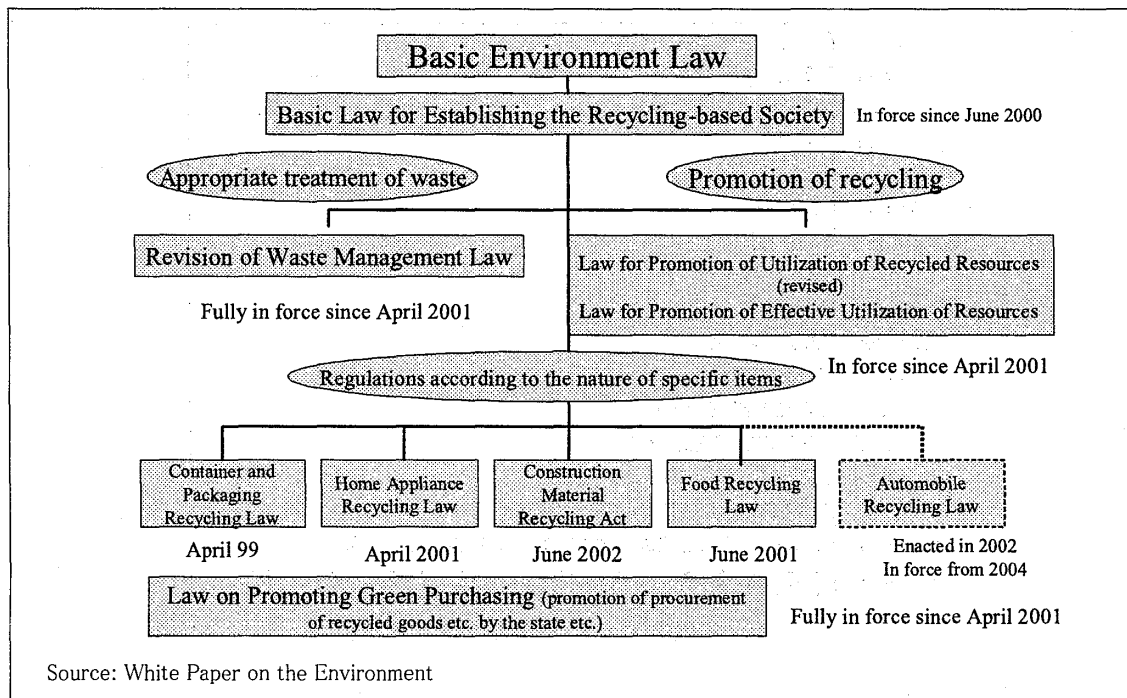 Basic Environment Law
Basic Law for Establishing the Recycling-based Society
In force since June 2000
Appropriate treatment of waste
Promotion of recycling
Revision of Waste Management Law
Law for Promotion of Utilization of Recycled Resources
(revised)
Law for Promotion of Effective Utilization of Resources
Fully in force since April 2001
In force since April 2001
Regulations according to the nature of specific items
Container and
Packaging
Recycling Law
Home Appliance
Recycling Law
Construction
Material
Recycling Act
Food Recycling
Law
Automobile
Recycling Law
April 99
April 2001
June 2002
June 2001
Enacted in 2002
In force from 2004
Law on Promoting Green Purchasing (promotion of procurement
of recycled goods etc. by the state etc.)
Fully in force since April 2001
Source: White Paper on the Environment